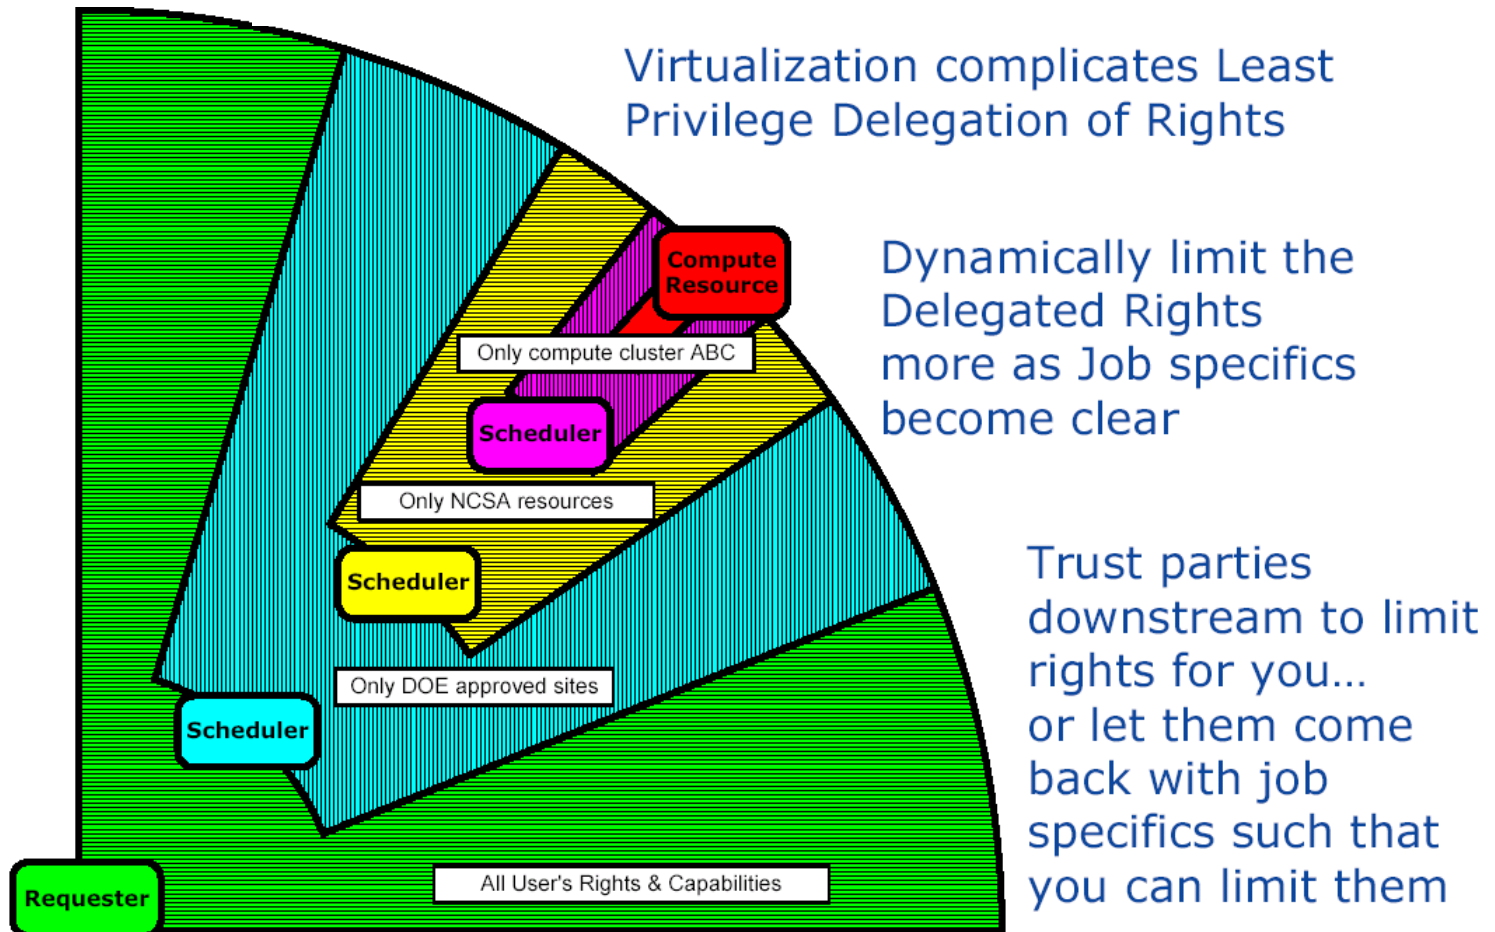 Virtualization complicates Least
Privilege Delegation of Rights
Compute
Resource
Dynamically limit the
Delegated Rights
more as Job specifics
become clear
Only compute cluster ABC
Scheduler
Only NCSA resources
Scheduler
Trust parties
downstream to limit
rights for you...
or let them come
back with job
specifics such that
you can limit them
Only DOE approved sites
Scheduler
All User's Rights & Capabilities
Requester